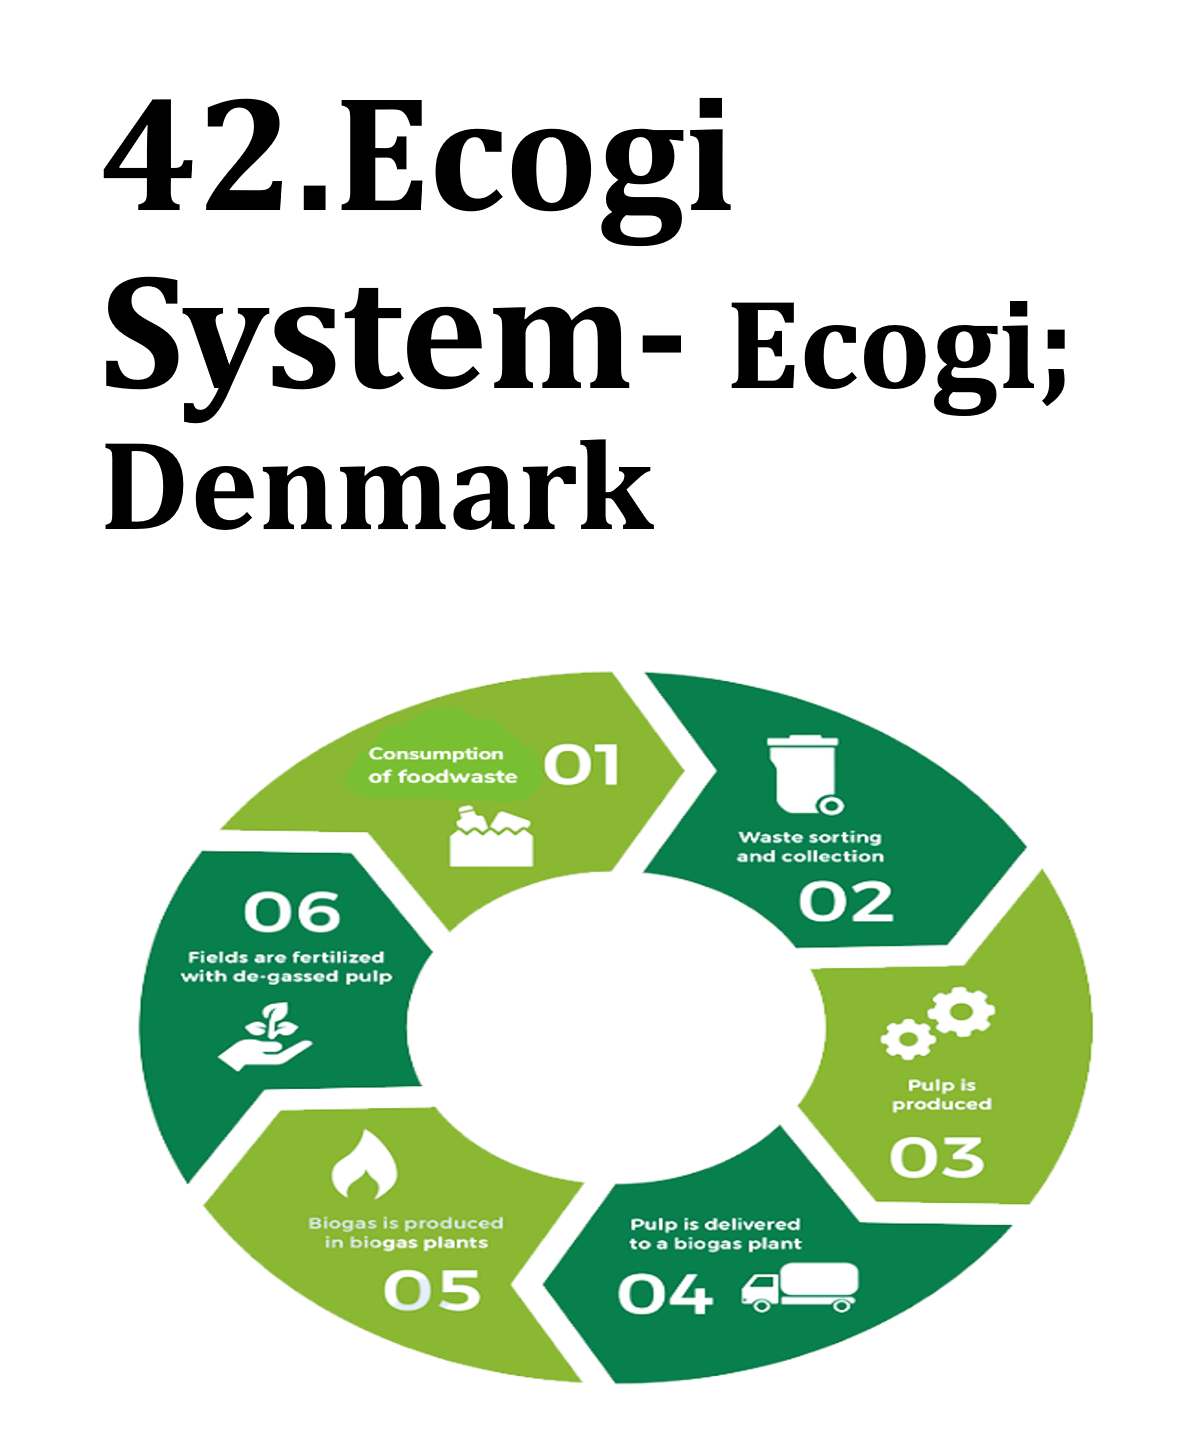 42.Ecogi
System- Ecogi;
Denmark
Consumption
of foodwaste
01
Waste sorting
and collection
02
Pulp is
produced
03
Pulp is delivered
to a biogas plant
04
Biogas is produced
in biogas plants
05
06
Fields are fertilized
with de-gassed pulp